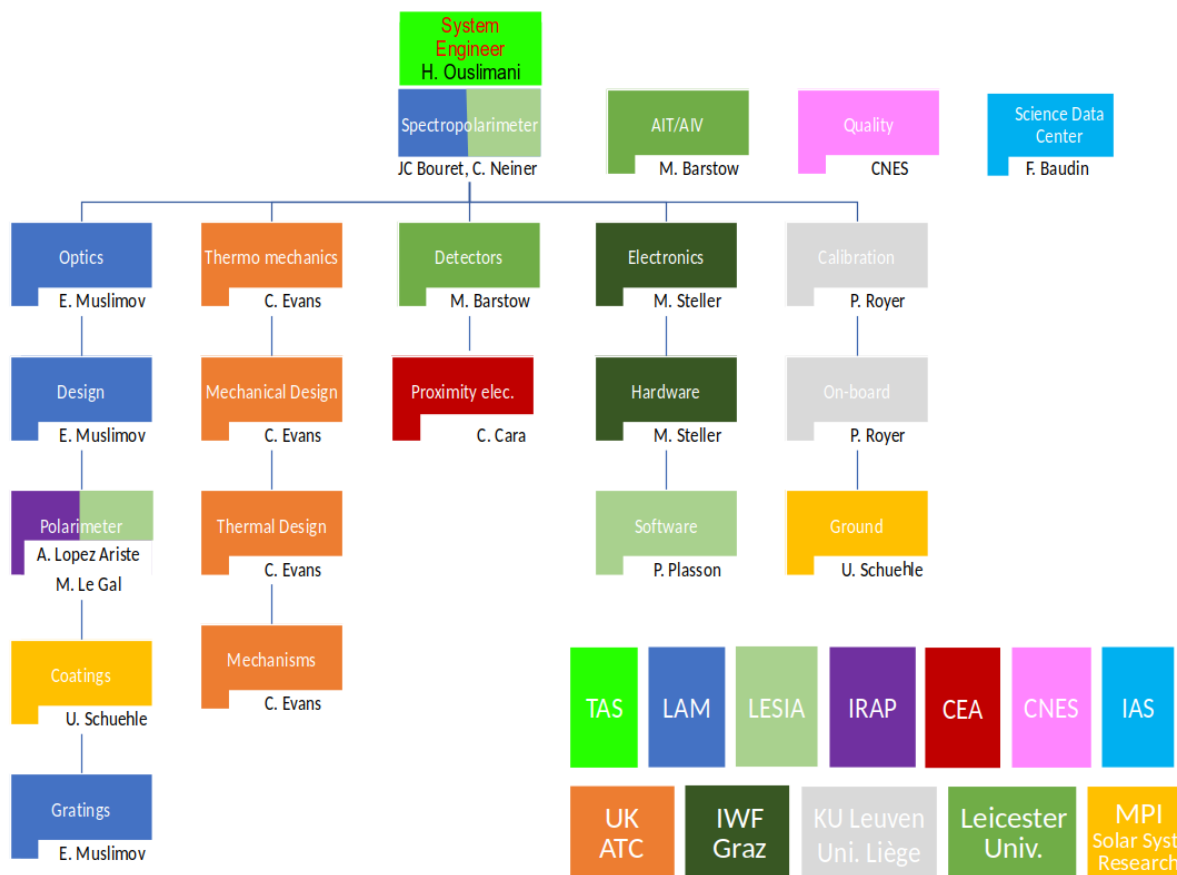 System
Engineer
H. Ouslimani
Spectropolarimeter
JC Bouret, C. Neiner
AIT/AIV
M. Barstow
Quality
CNES
Science Data
Center
F. Baudin
Optics
E. Muslimov
Thermo mechanics
C. Evans
Detectors
M. Barstow
Electronics
M. Steller
Calibration
P. Royer
Design
E. Muslimov
Mechanical Design
C. Evans
Proximity elec.
C. Cara
Hardware
M. Steller
On-board
P. Royer
Polarimeter
A. Lopez Ariste
M. Le Gal
Thermal Design
C. Evans
Software
P. Plasson
Ground
U. Schuehle
Coatings
U. Schuehle
Mechanisms
C. Evans
Gratings
E. Muslimov
TAS
LAM
LESIA
IRAP
CEA
CNES
IAS
UK
ATC
IWF
Graz
KU Leuven
Uni. Liège
Leicester
Univ.
MPI
Solar Syst
Research